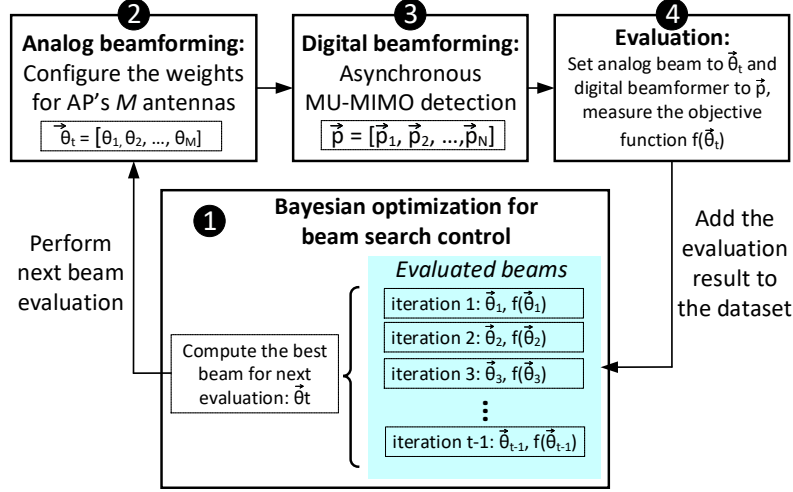 2
Analog beamforming:
Configure the weights
for AP's M antennas
θ⃗ₜ = [θ₁, θ₂, ..., θ_M]
3
Digital beamforming:
Asynchronous
MU-MIMO detection
p⃗ = [p⃗₁, p⃗₂, ...,p⃗_N]
4
Evaluation:
Set analog beam to θ⃗ₜ and
digital beamformer to p⃗,
measure the objective
function f(θ⃗ₜ)
Perform
next beam
evaluation
1
Bayesian optimization for
beam search control
Evaluated beams
iteration 1: θ⃗₁, f(θ⃗₁)
iteration 2: θ⃗₂, f(θ⃗₂)
iteration 3: θ⃗₃, f(θ⃗₃)
⋮
iteration t-1: θ⃗ₜ₋₁, f(θ⃗ₜ₋₁)
Compute the best
beam for next
evaluation: θ⃗t
Add the
evaluation
result to
the dataset